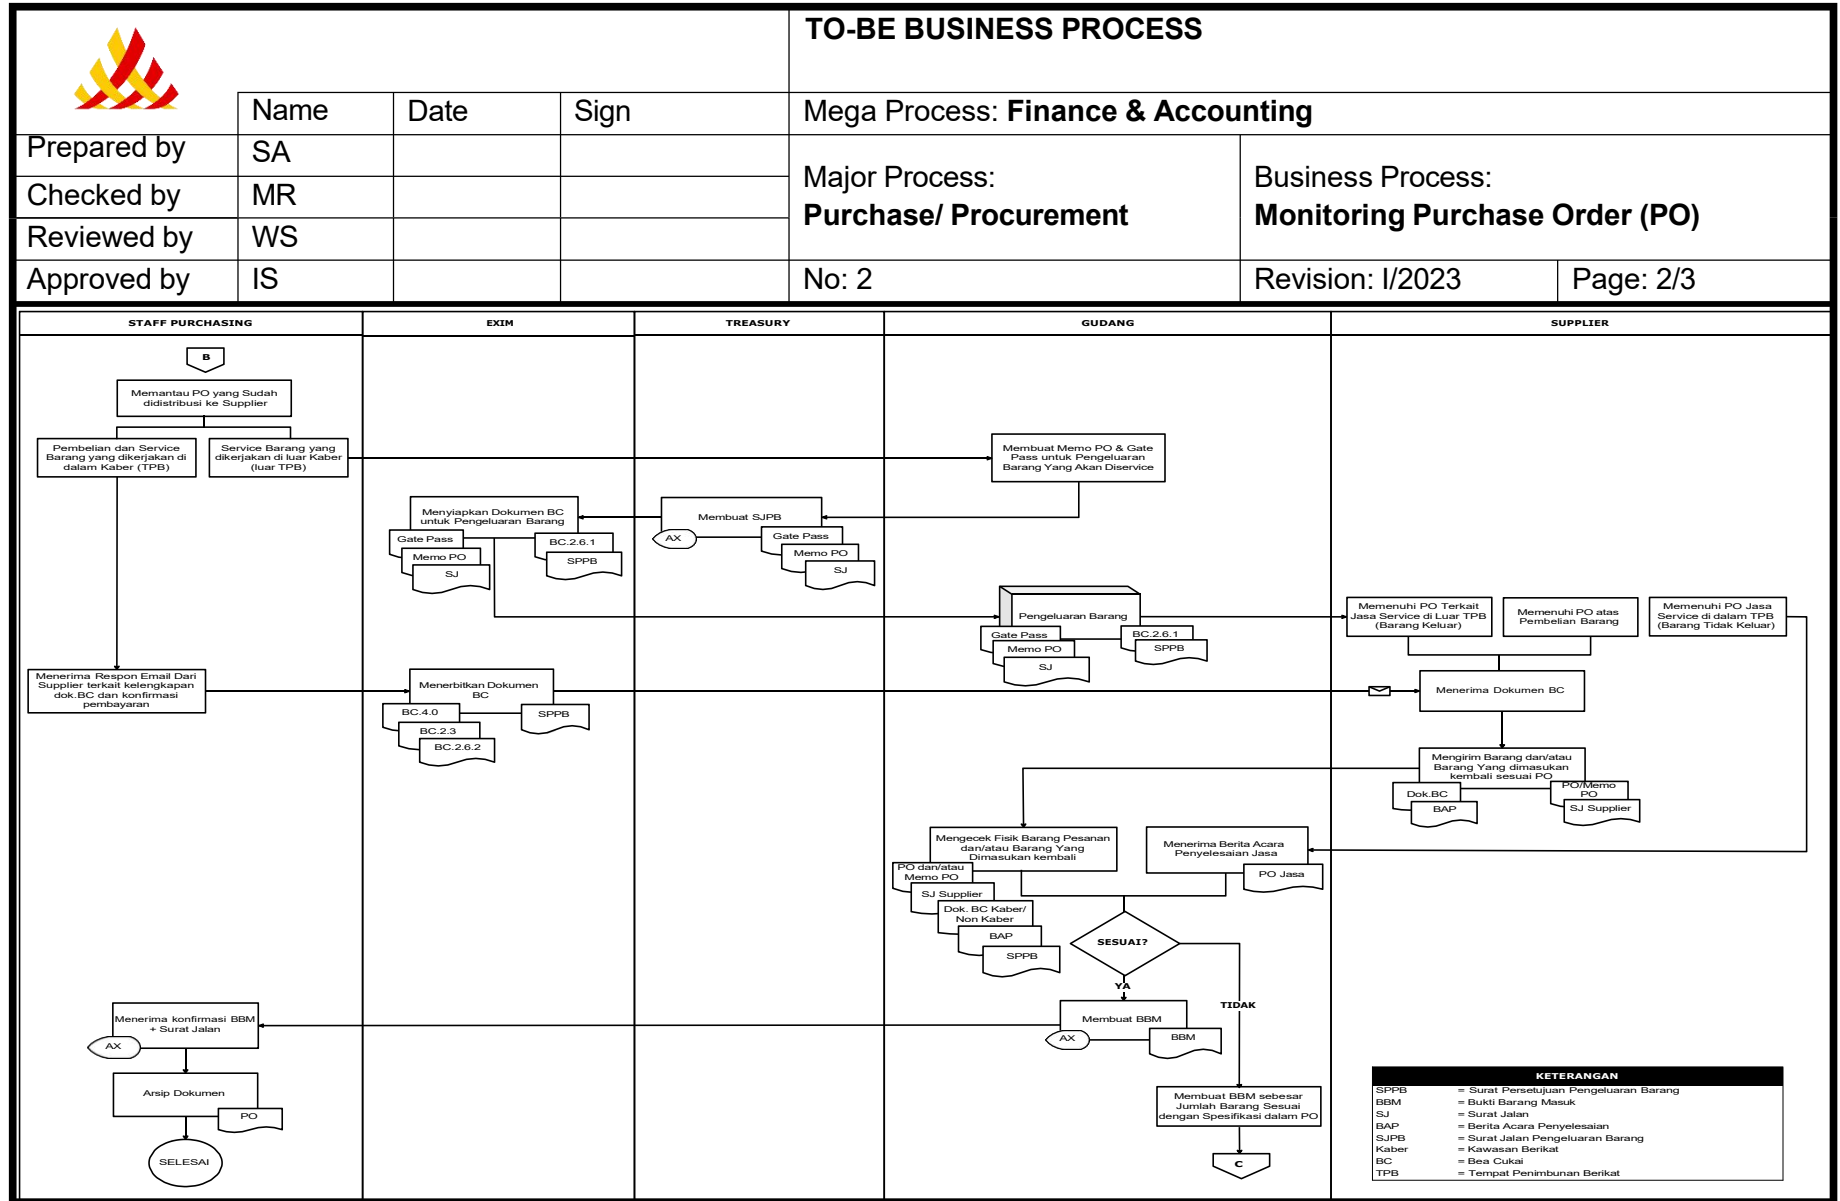 TO-BE BUSINESS PROCESS
Name
Date
Sign
Mega Process: Finance & Accounting
Prepared by
SA
Checked by
MR
Reviewed by
WS
Approved by
IS
Major Process:
Purchase/ Procurement
Business Process:
Monitoring Purchase Order (PO)
No: 2
Revision: I/2023
Page: 2/3
STAFF PURCHASING
EXIM
TREASURY
GUDANG
SUPPLIER
B
Memantau PO yang Sudah
didistribusi ke Supplier
Pembelian dan Service
Barang yang dikerjakan di
dalam Kaber (TPB)
Service Barang yang
dikerjakan di luar Kaber
(luar TPB)
Membuat Memo PO & Gate
Pass untuk Pengeluaran
Barang Yang Akan Diservice
Menyiapkan Dokumen BC
untuk Pengeluaran Barang
Gate Pass
Memo PO
SJ
BC.2.6.1
SPPB
Membuat SJPB
AX
Gate Pass
Memo PO
SJ
Pengeluaran Barang
Gate Pass
Memo PO
SJ
BC.2.6.1
SPPB
Memenuhi PO Terkait
Jasa Service di Luar TPB
(Barang Keluar)
Memenuhi PO atas
Pembelian Barang
Memenuhi PO Jasa
Service di dalam TPB
(Barang Tidak Keluar)
Menerima Respon Email Dari
Supplier terkait kelengkapan
dok.BC dan konfirmasi
pembayaran
Menerbitkan Dokumen
BC
BC.4.0
BC.2.3
BC.2.6.2
SPPB
Menerima Dokumen BC
Mengirim Barang dan/atau
Barang Yang dimasukan
kembali sesuai PO
Dok.BC
BAP
PO/Memo
PO
SJ Supplier
Mengecek Fisik Barang Pesanan
dan/atau Barang Yang
Dimasukan kembali
PO dan/atau
Memo PO
SJ Supplier
Dok. BC Kaber/
Non Kaber
BAP
SPPB
Menerima Berita Acara
Penyelesaian Jasa
PO Jasa
SESUAI?
YA
TIDAK
Membuat BBM
AX
BBM
Menerima konfirmasi BBM
+ Surat Jalan
AX
Arsip Dokumen
PO
SELESAI
Membuat BBM sebesar
Jumlah Barang Sesuai
dengan Spesifikasi dalam PO
C
KETERANGAN
SPPB = Surat Persetujuan Pengeluaran Barang
BBM = Bukti Barang Masuk
SJ = Surat Jalan
BAP = Berita Acara Penyelesaian
SJPB = Surat Jalan Pengeluaran Barang
Kaber = Kawasan Berikat
BC = Bea Cukai
TPB = Tempat Penimbunan Berikat